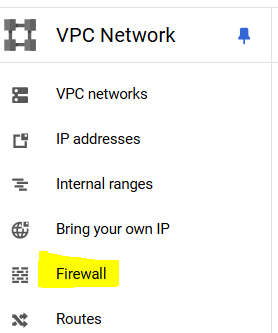 VPC Network
VPC networks
IP addresses
Internal ranges
Bring your own IP
Firewall
Routes